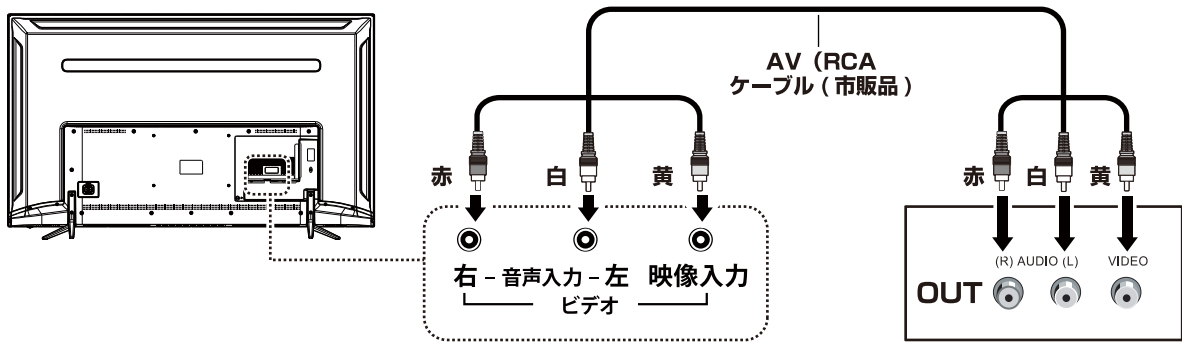 AV（RCA
ケーブル ( 市販品 )
赤 白 黄
赤 白 黄
右 – 音声入力 – 左 映像入力
ビデオ
(R) AUDIO (L) VIDEO
OUT